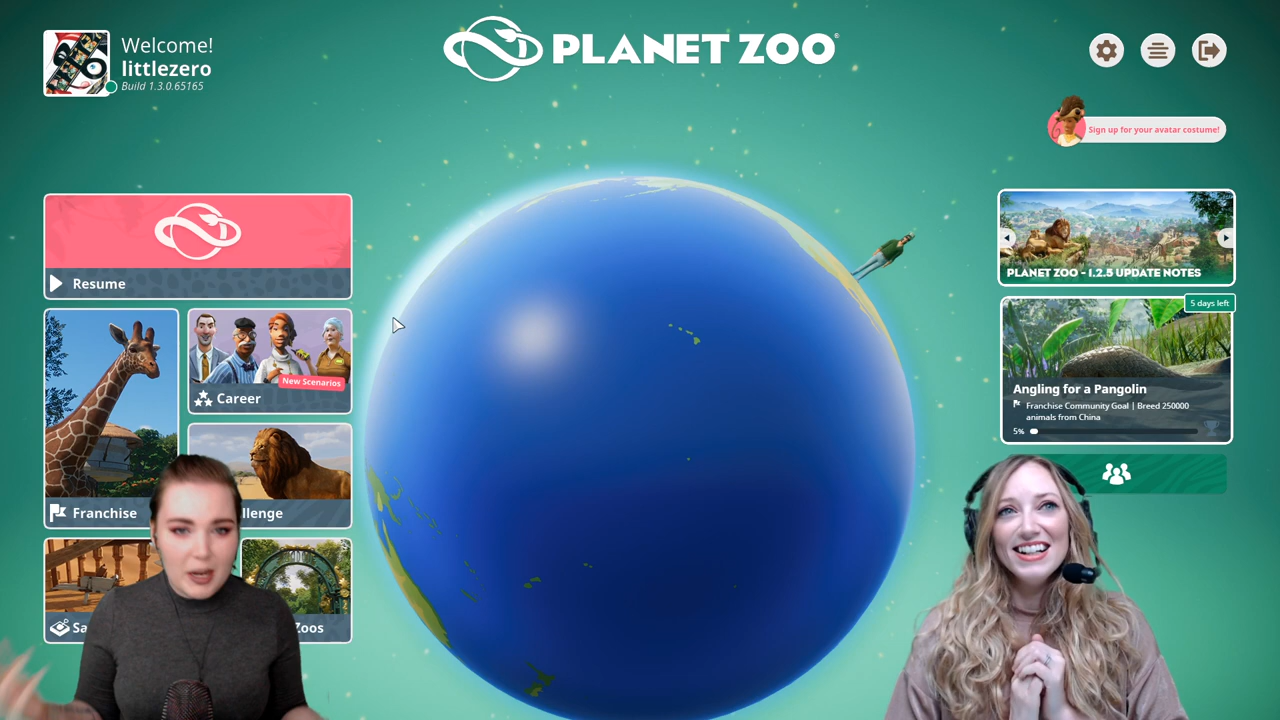 Welcome!
littlezero
Build 1.3.0.65165
PLANET ZOO®
Sign up for your avatar costume!
Resume
New Scenarios
Career
Franchise
llenge
Sa
Zoos
PLANET ZOO - 1.2.5 UPDATE NOTES
5 days left
Angling for a Pangolin
Franchise Community Goal | Breed 250000
animals from China
5%